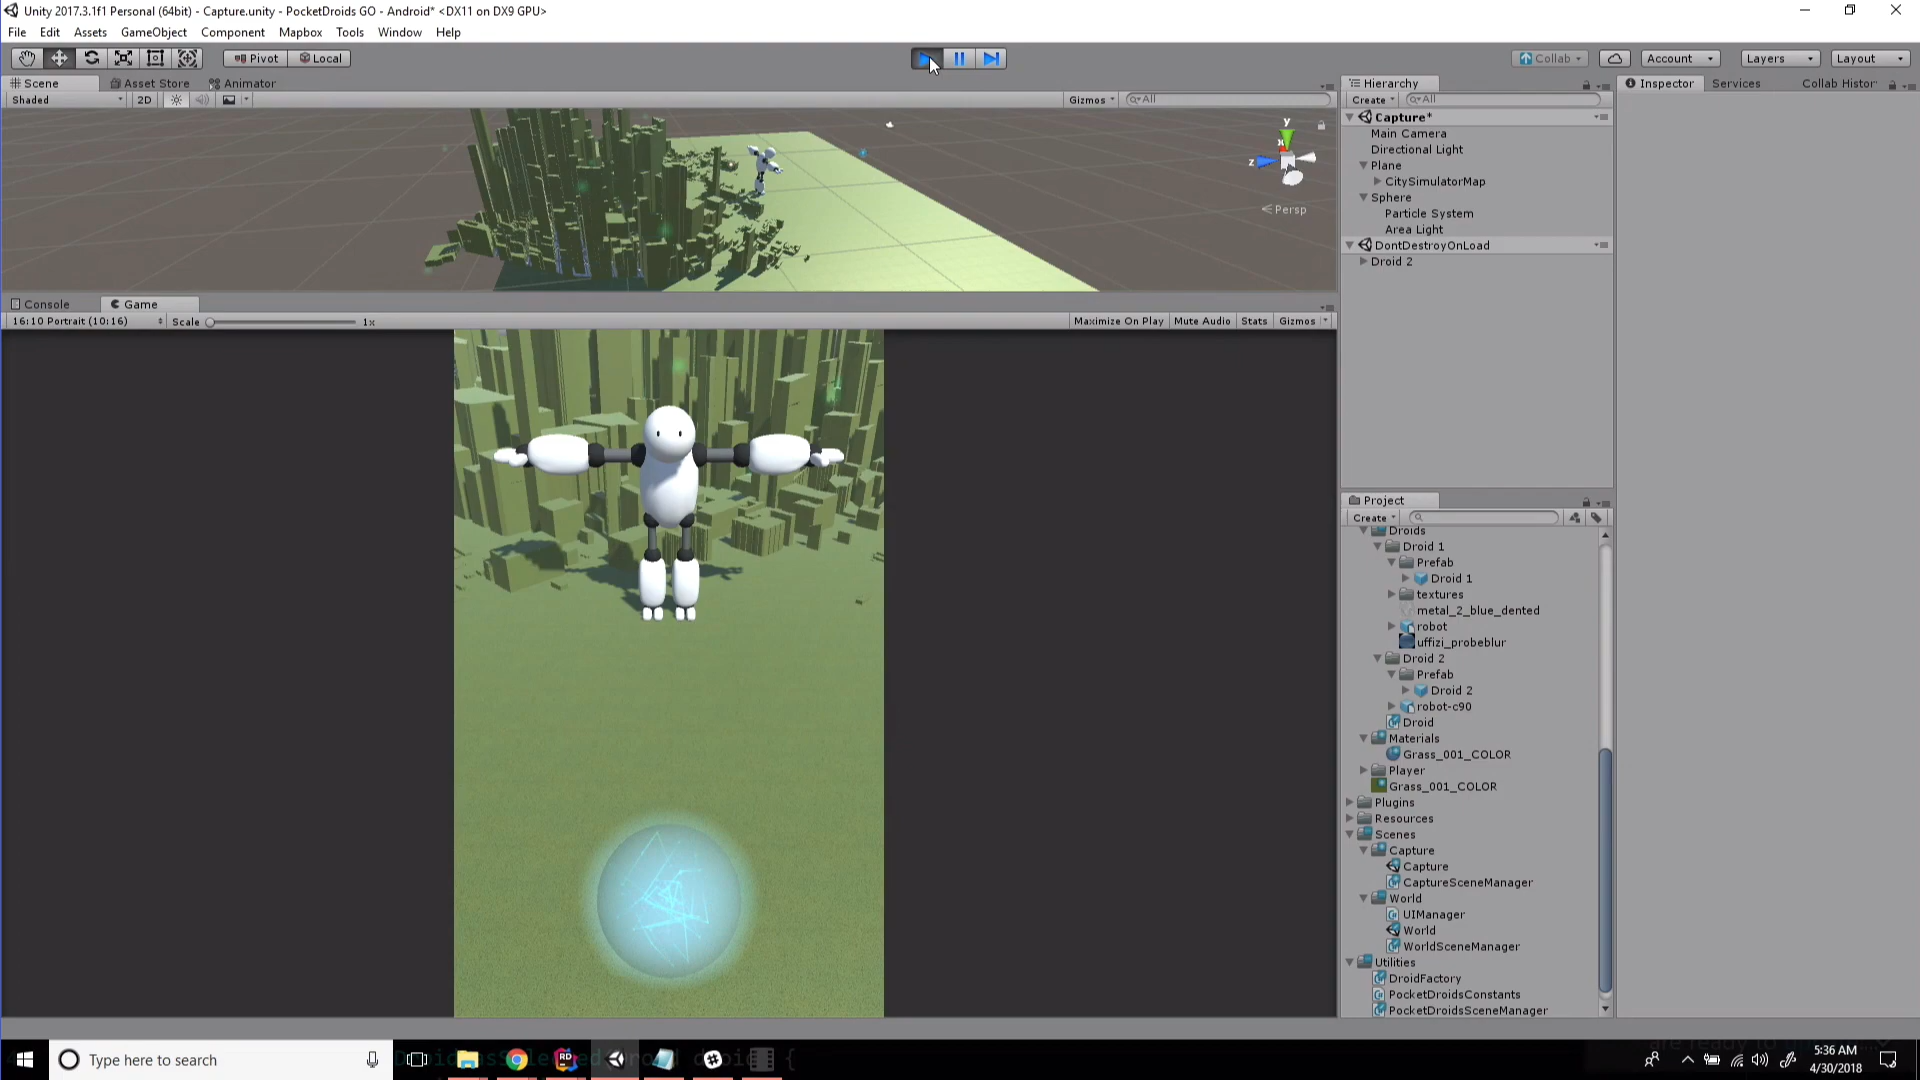 Unity 2017.3.1f1 Personal (64bit) - Capture.unity - PocketDroids GO - Android* <DX11 on DX9 GPU>
File Edit Assets GameObject Component Mapbox Tools Window Help
Pivot Local Collab Account Layers Layout
Scene Asset Store Animator
Shaded 2D Gizmos All
y
x
z
Persp
Console Game
16:10 Portrait (10:16) Scale 1x Maximize On Play Mute Audio Stats Gizmos
Hierarchy
Create All
Capture*
Main Camera
Directional Light
Plane
CitySimulatorMap
Sphere
Particle System
Area Light
DontDestroyOnLoad
Droid 2
Inspector Services Collab Histor
Project
Create
Droids
Droid 1
Prefab
Droid 1
textures
metal_2_blue_dented
robot
uffizi_probeblur
Droid 2
Prefab
Droid 2
robot-c90
Droid
Materials
Grass_001_COLOR
Player
Grass_001_COLOR
Plugins
Resources
Scenes
Capture
Capture
CaptureSceneManager
World
UIManager
World
WorldSceneManager
Utilities
DroidFactory
PocketDroidsConstants
PocketDroidsSceneManager
Type here to search
5:36 AM
4/30/2018